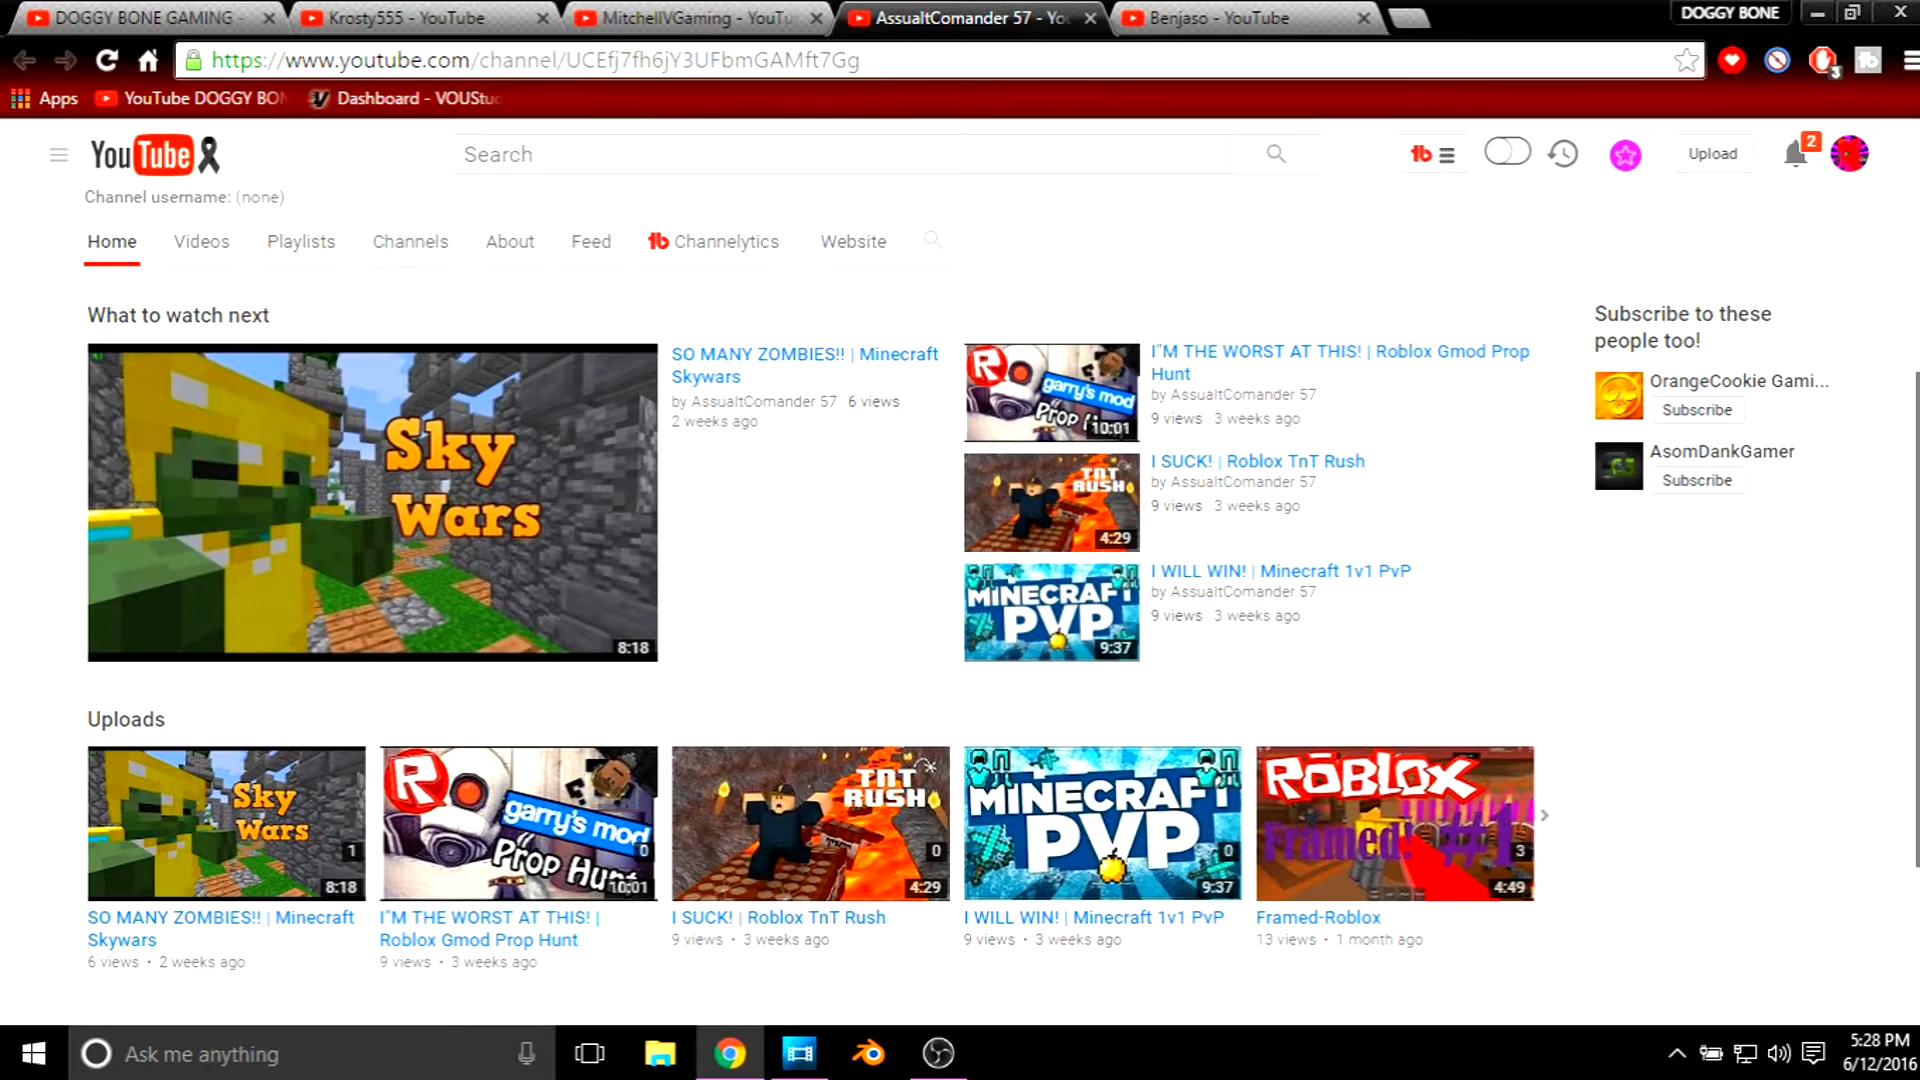 DOGGY BONE GAMING -
Krosty555 - YouTube
MitchellVGaming - YouTu
AssualtComander 57 - Yo
Benjaso - YouTube
DOGGY BONE
https://www.youtube.com/channel/UCEfj7fh6jY3UFbmGAMft7Gg
3
Apps
YouTube DOGGY BON
Dashboard - VOUStud
YouTube
Search
Upload
2
Channel username: (none)
Home
Videos
Playlists
Channels
About
Feed
Channelytics
Website
What to watch next
Sky
Wars
8:18
SO MANY ZOMBIES!! | Minecraft
Skywars
by AssualtComander 57 6 views
2 weeks ago
garry's mod
Prop
10:01
I"M THE WORST AT THIS! | Roblox Gmod Prop
Hunt
by AssualtComander 57
9 views 3 weeks ago
TNT
RUSH
4:29
I SUCK! | Roblox TnT Rush
by AssualtComander 57
9 views 3 weeks ago
MINECRAFT
PVP
9:37
I WILL WIN! | Minecraft 1v1 PvP
by AssualtComander 57
9 views 3 weeks ago
Subscribe to these
people too!
OrangeCookie Gami...
Subscribe
AsomDankGamer
Subscribe
Uploads
Sky
Wars
1
8:18
SO MANY ZOMBIES!! | Minecraft
Skywars
6 views • 2 weeks ago
R
garry's mod
Prop Hunt
0
10:01
I"M THE WORST AT THIS! |
Roblox Gmod Prop Hunt
9 views • 3 weeks ago
TNT
RUSH
0
4:29
I SUCK! | Roblox TnT Rush
9 views • 3 weeks ago
MINECRAFT
PVP
0
9:37
I WILL WIN! | Minecraft 1v1 PvP
9 views • 3 weeks ago
ROBLOX
Framed! #1
3
4:49
Framed-Roblox
13 views • 1 month ago
Ask me anything
5:28 PM
6/12/2016